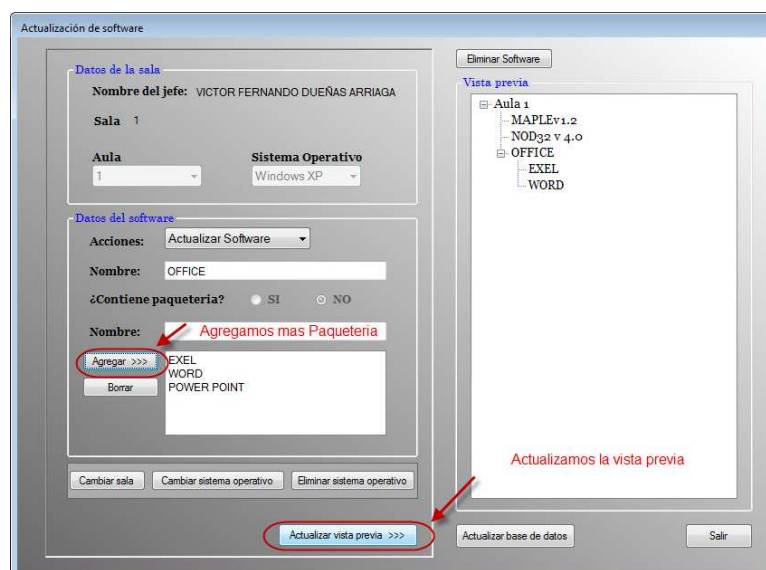 Actualización de software
Datos de la sala
Nombre del jefe: VICTOR FERNANDO DUEÑAS ARRIAGA
Sala 1
Aula Sistema Operativo
1 Windows XP
Datos del software
Acciones: Actualizar Software
Nombre: OFFICE
¿Contiene paqueteria? SI NO
Nombre: Agregamos mas Paqueteria
Agregar >>>
Borrar
EXEL
WORD
POWER POINT
Cambiar sala Cambiar sistema operativo Eliminar sistema operativo
Actualizar vista previa >>>
Eliminar Software
Vista previa
Aula 1
MAPLEv1.2
NOD32 v 4.0
OFFICE
EXEL
WORD
Actualizamos la vista previa
Actualizar base de datos Salir